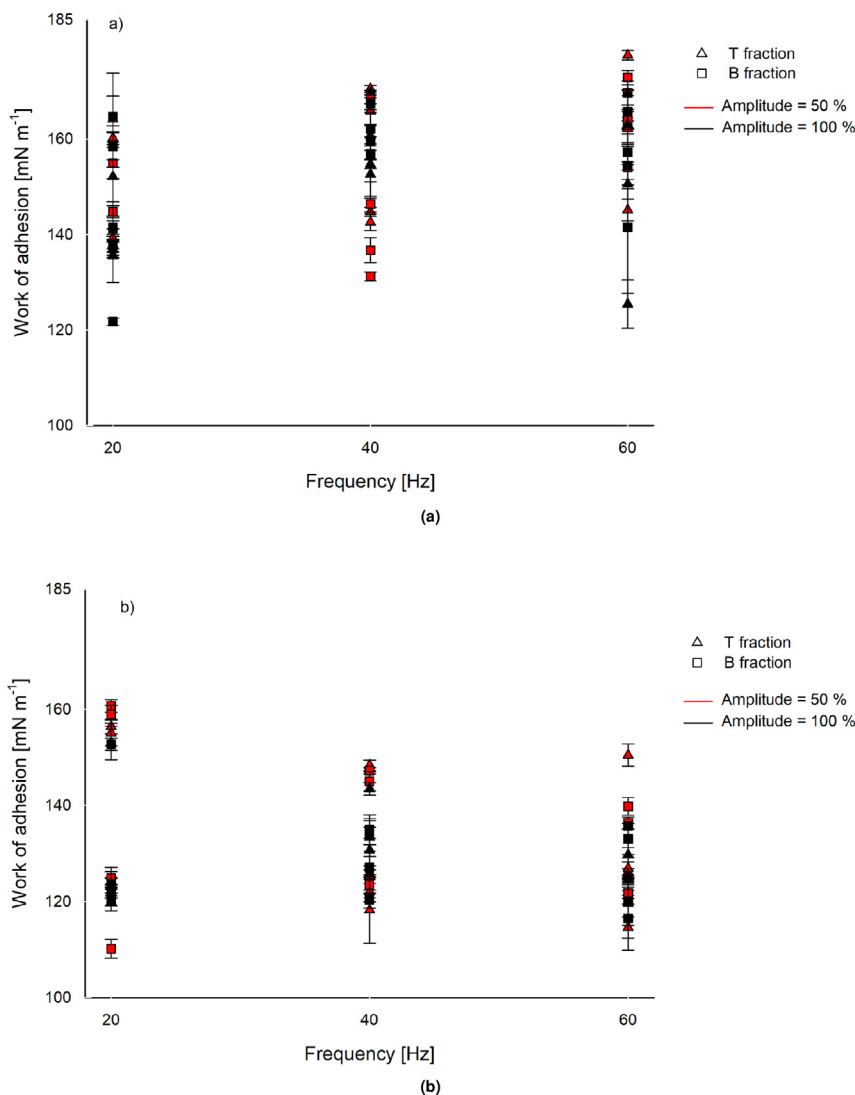 a)
185
160
140
120
100
Work of adhesion [mN m⁻¹]
20 40 60
Frequency [Hz]
T fraction
B fraction
Amplitude = 50 %
Amplitude = 100 %
(a)
b)
185
160
140
120
100
Work of adhesion [mN m⁻¹]
20 40 60
Frequency [Hz]
T fraction
B fraction
Amplitude = 50 %
Amplitude = 100 %
(b)